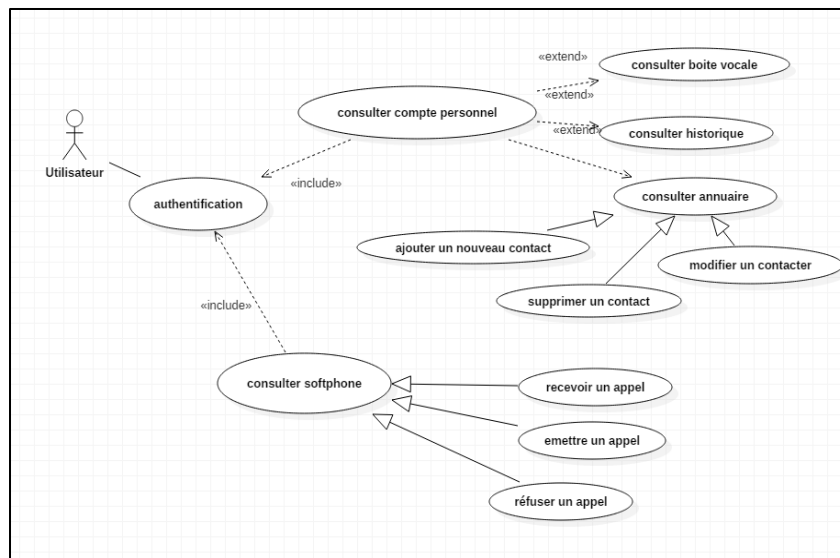 «extend»
consulter boite vocale
«extend»
consulter compte personnel
«extend»
consulter historique
Utilisateur
«include»
authentification
consulter annuaire
ajouter un nouveau contact
modifier un contacter
supprimer un contact
«include»
consulter softphone
recevoir un appel
emettre un appel
réfuser un appel